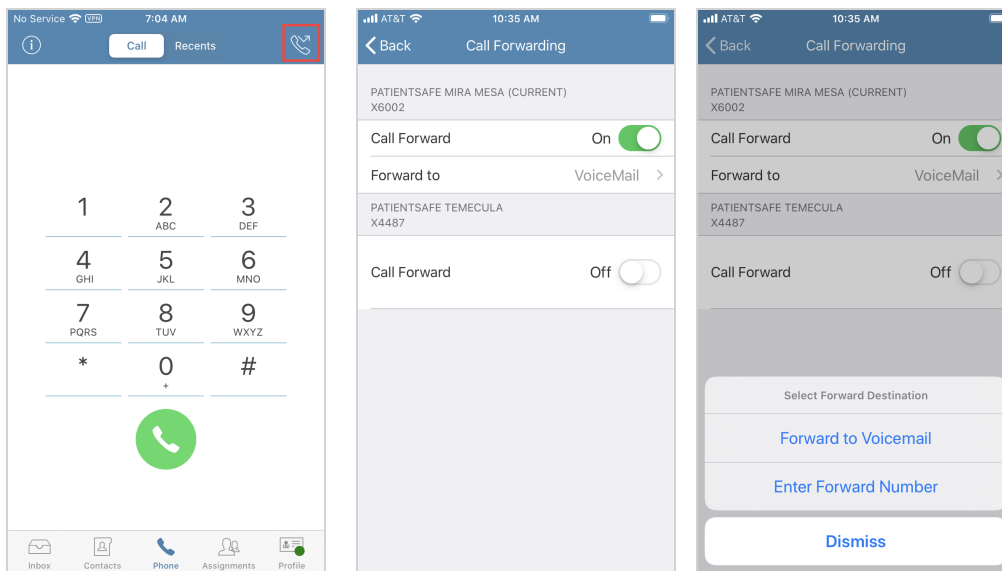 No Service VPN 7:04 AM
i Call Recents
1
2
ABC
3
DEF
4
GHI
5
JKL
6
MNO
7
PQRS
8
TUV
9
WXYZ
*
0
+
#
Inbox Contacts Phone Assignments Profile
AT&T 10:35 AM
Back Call Forwarding
PATIENTSAFE MIRA MESA (CURRENT)
X6002
Call Forward On
Forward to VoiceMail >
PATIENTSAFE TEMECULA
X4487
Call Forward Off
AT&T 10:35 AM
Back Call Forwarding
PATIENTSAFE MIRA MESA (CURRENT)
X6002
Call Forward On
Forward to VoiceMail >
PATIENTSAFE TEMECULA
X4487
Call Forward Off
Select Forward Destination
Forward to Voicemail
Enter Forward Number
Dismiss